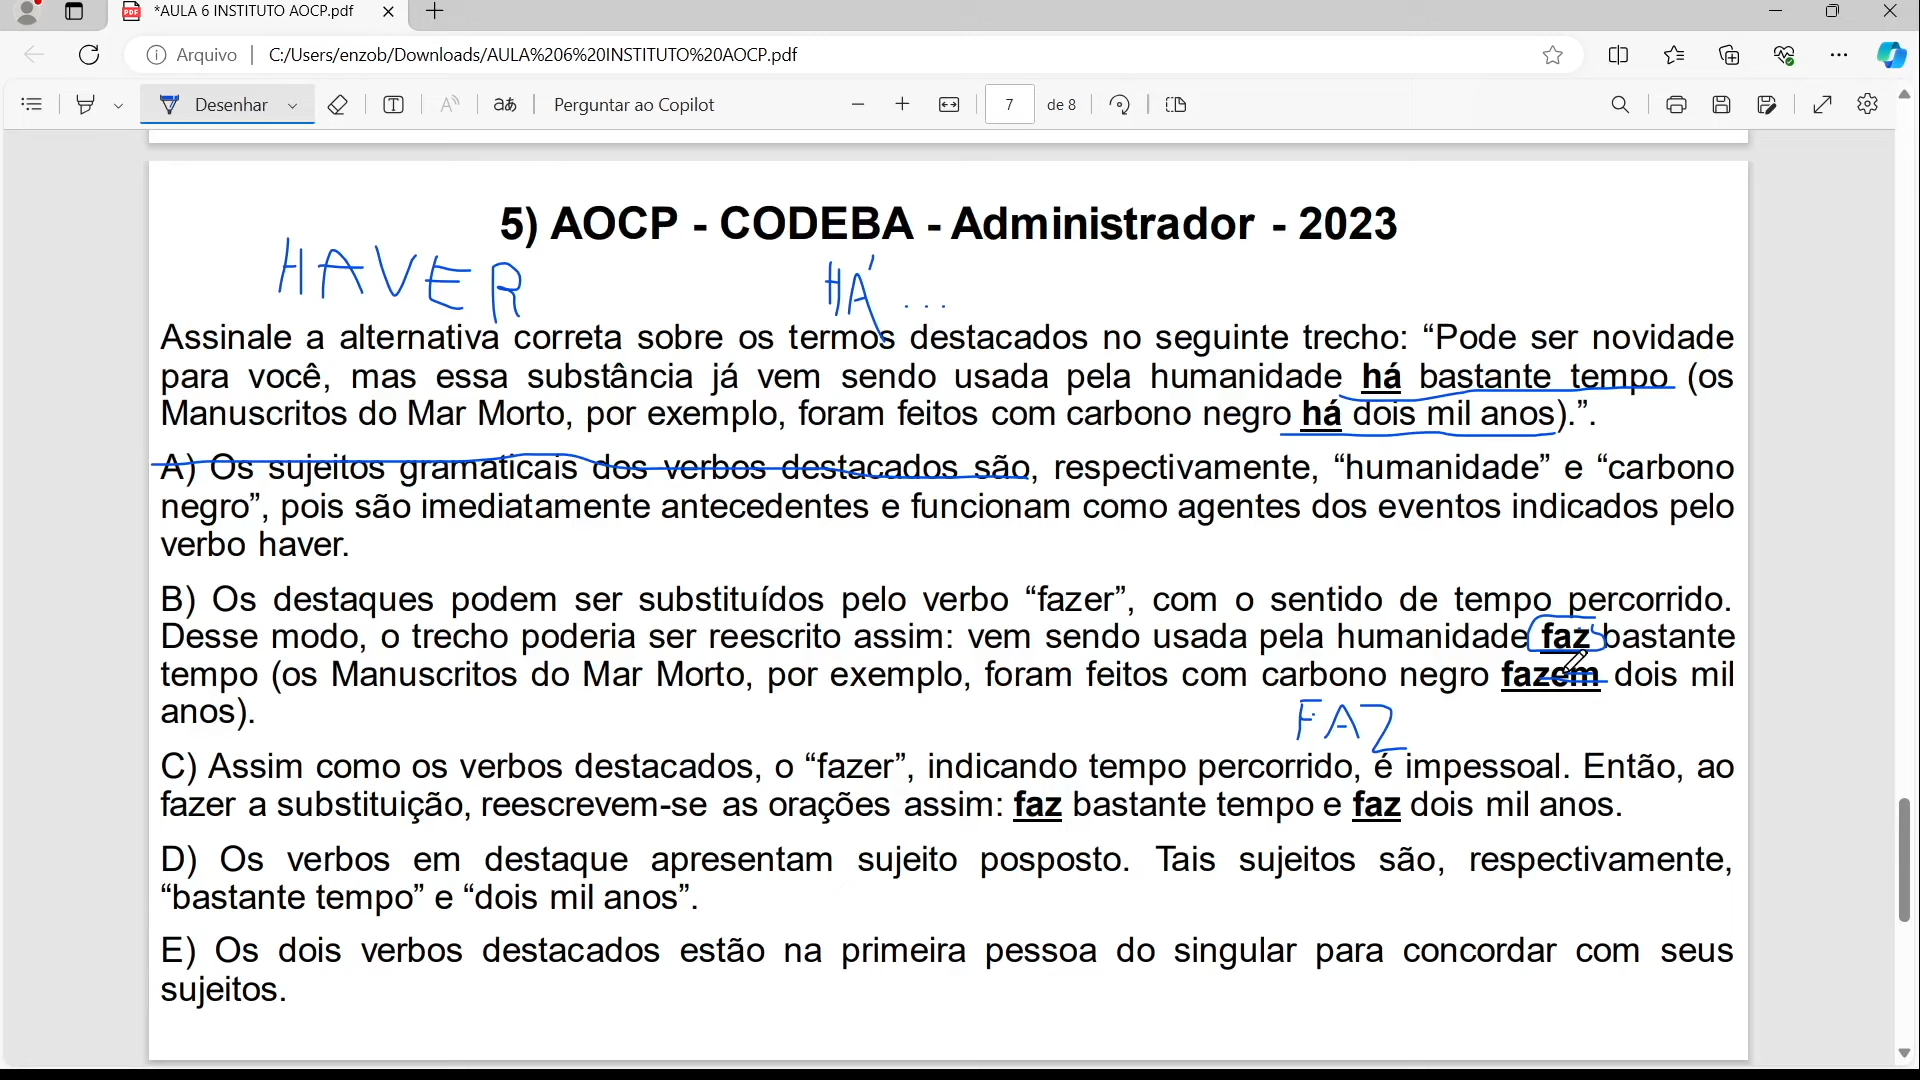 *AULA 6 INSTITUTO AOCP.pdf
Arquivo C:/Users/enzob/Downloads/AULA%206%20INSTITUTO%20AOCP.pdf
Desenhar aあ Perguntar ao Copilot 7 de 8
5) AOCP - CODEBA - Administrador - 2023
HAVER HÁ ...
Assinale a alternativa correta sobre os termos destacados no seguinte trecho: “Pode ser novidade
para você, mas essa substância já vem sendo usada pela humanidade há bastante tempo (os
Manuscritos do Mar Morto, por exemplo, foram feitos com carbono negro há dois mil anos).”.
A) Os sujeitos gramaticais dos verbos destacados são, respectivamente, “humanidade” e “carbono
negro”, pois são imediatamente antecedentes e funcionam como agentes dos eventos indicados pelo
verbo haver.
B) Os destaques podem ser substituídos pelo verbo “fazer”, com o sentido de tempo percorrido.
Desse modo, o trecho poderia ser reescrito assim: vem sendo usada pela humanidade faz bastante
tempo (os Manuscritos do Mar Morto, por exemplo, foram feitos com carbono negro fazem dois mil
anos).
FAZ
C) Assim como os verbos destacados, o “fazer”, indicando tempo percorrido, é impessoal. Então, ao
fazer a substituição, reescrevem-se as orações assim: faz bastante tempo e faz dois mil anos.
D) Os verbos em destaque apresentam sujeito posposto. Tais sujeitos são, respectivamente,
“bastante tempo” e “dois mil anos”.
E) Os dois verbos destacados estão na primeira pessoa do singular para concordar com seus
sujeitos.